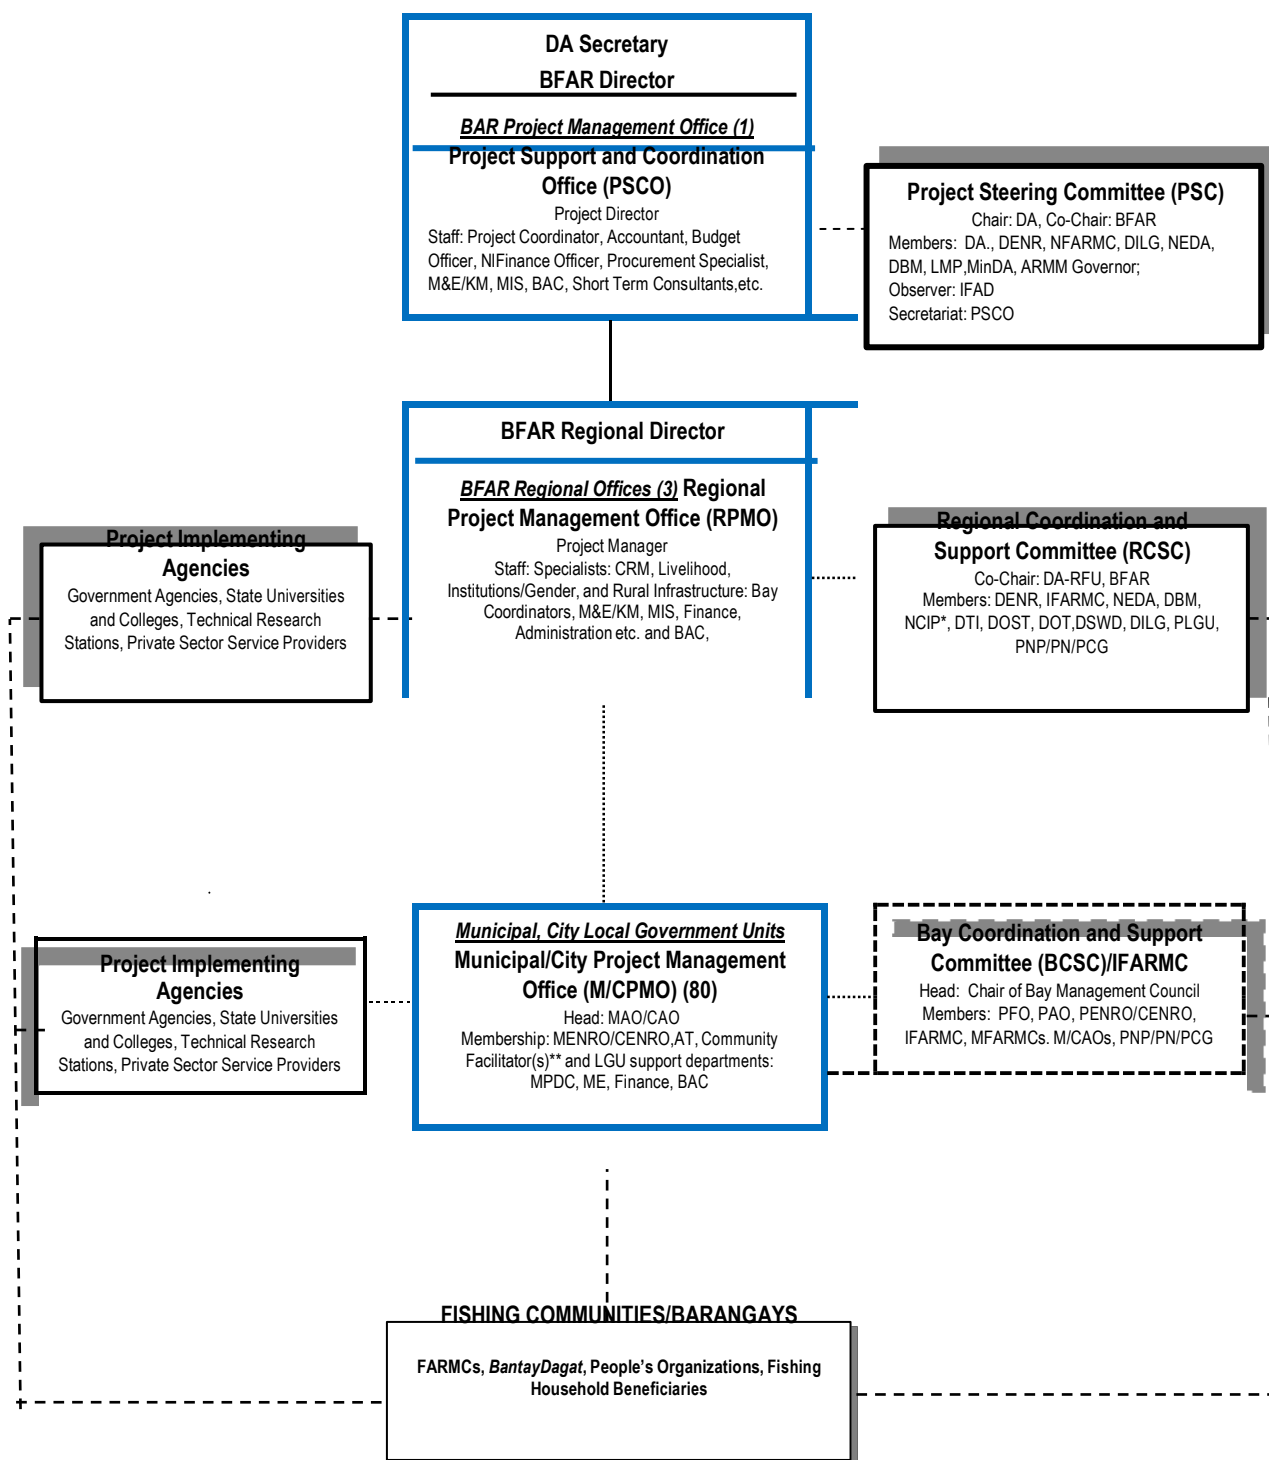 DA Secretary
BFAR Director
BAR Project Management Office (1)
Project Support and Coordination
Office (PSCO)
Project Director
Staff: Project Coordinator, Accountant, Budget
Officer, NIFinance Officer, Procurement Specialist,
M&E/KM, MIS, BAC, Short Term Consultants,etc.
Project Steering Committee (PSC)
Chair: DA, Co-Chair: BFAR
Members: DA., DENR, NFARMC, DILG, NEDA,
DBM, LMP,MinDA, ARMM Governor;
Observer: IFAD
Secretariat: PSCO
BFAR Regional Director
BFAR Regional Offices (3) Regional
Project Management Office (RPMO)
Project Manager
Staff: Specialists: CRM, Livelihood,
Institutions/Gender, and Rural Infrastructure: Bay
Coordinators, M&E/KM, MIS, Finance,
Administration etc. and BAC,
Project Implementing
Agencies
Government Agencies, State Universities
and Colleges, Technical Research
Stations, Private Sector Service Providers
Regional Coordination and
Support Committee (RCSC)
Co-Chair: DA-RFU, BFAR
Members: DENR, IFARMC, NEDA, DBM,
NCIP*, DTI, DOST, DOT,DSWD, DILG, PLGU,
PNP/PN/PCG
Project Implementing
Agencies
Government Agencies, State Universities
and Colleges, Technical Research
Stations, Private Sector Service Providers
Municipal, City Local Government Units
Municipal/City Project Management
Office (M/CPMO) (80)
Head: MAO/CAO
Membership: MENRO/CENRO,AT, Community
Facilitator(s)** and LGU support departments:
MPDC, ME, Finance, BAC
Bay Coordination and Support
Committee (BCSC)/IFARMC
Head: Chair of Bay Management Council
Members: PFO, PAO, PENRO/CENRO,
IFARMC, MFARMCs. M/CAOs, PNP/PN/PCG
FISHING COMMUNITIES/BARANGAYS
FARMCs, BantayDagat, People's Organizations, Fishing
Household Beneficiaries